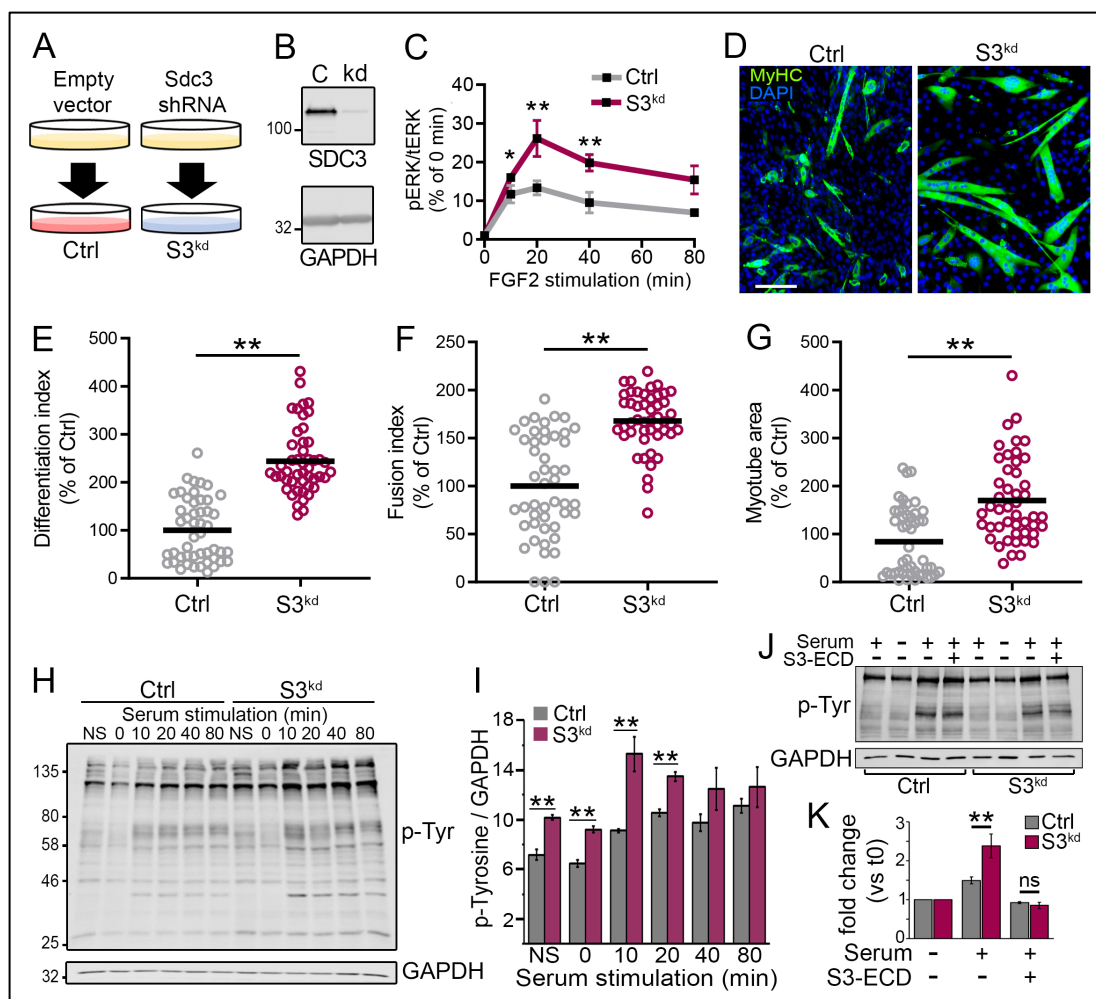 A
Empty
vector
Sdc3
shRNA
Ctrl
S3kd
B
C kd
100
SDC3
32
GAPDH
C
Ctrl
S3kd
pERK/tERK
(% of 0 min)
40
30
20
10
0
*
**
**
0 20 40 60 80
FGF2 stimulation (min)
D
Ctrl
S3kd
MyHC
DAPI
E
Differentiation index
(% of Ctrl)
500
400
300
200
100
0
**
Ctrl
S3kd
F
Fusion index
(% of Ctrl)
250
200
150
100
50
0
**
Ctrl
S3kd
G
Myotube area
(% of Ctrl)
500
400
300
200
100
0
**
Ctrl
S3kd
H
Ctrl
S3kd
Serum stimulation (min)
NS 0 10 20 40 80 NS 0 10 20 40 80
135
80
58
46
25
p-Tyr
32
GAPDH
I
Ctrl
S3kd
p-Tyrosine / GAPDH
18
14
10
6
2
**
**
**
**
NS 0 10 20 40 80
Serum stimulation (min)
J
Serum + - + + + - + +
S3-ECD - - - + - - - +
p-Tyr
GAPDH
Ctrl
S3kd
K
Ctrl
S3kd
fold change
(vs t0)
3
2
1
0
**
ns
Serum - + +
S3-ECD - - +